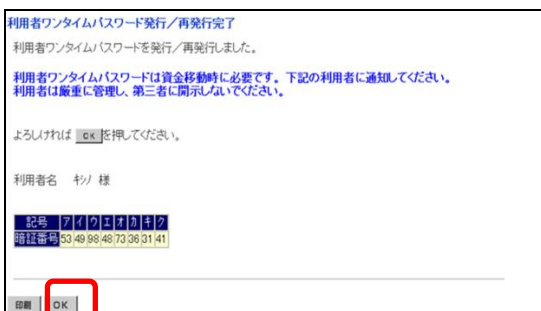 利用者ワンタイムパスワード発行／再発行完了
利用者ワンタイムパスワードを発行／再発行しました。
利用者ワンタイムパスワードは資金移動時に必要です。下記の利用者に通知してください。
利用者は厳重に管理し、第三者に開示しないでください。
よろしければ OK を押してください。
利用者名 キシノ 様
記号 ア イ ウ エ オ カ キ ク
暗証番号 53 49 98 48 73 36 31 41
印刷 OK